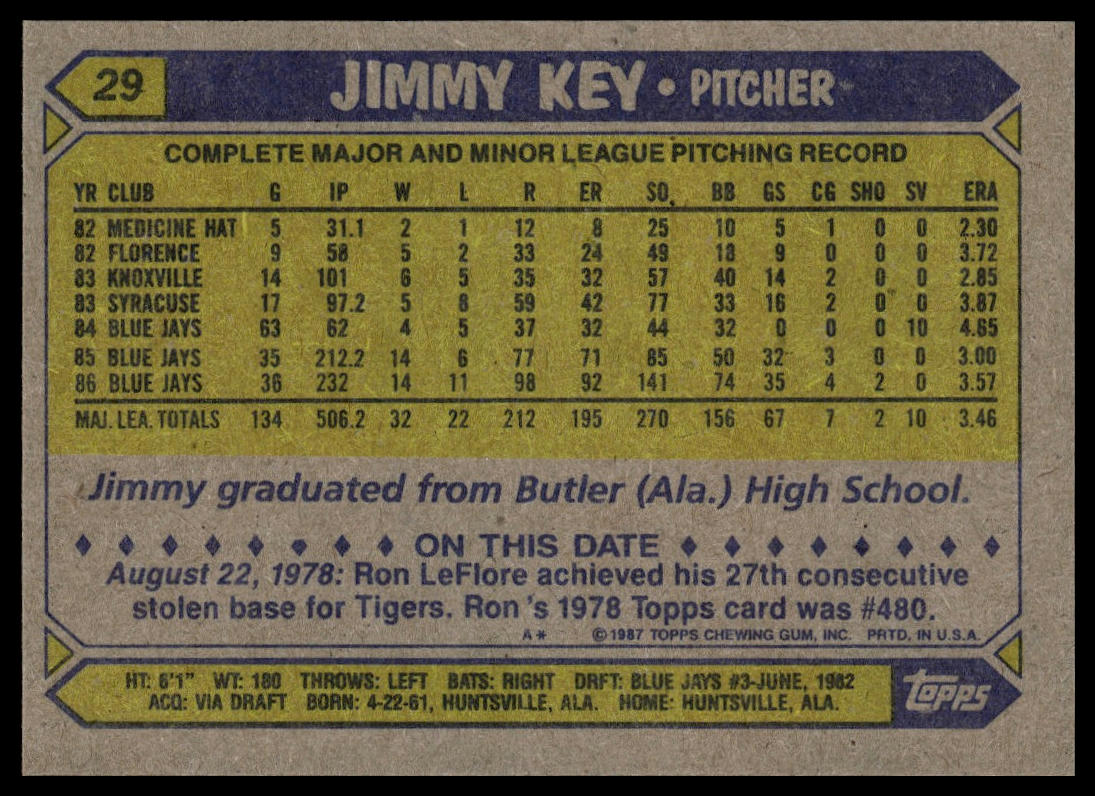 29 JIMMY KEY • PITCHER
COMPLETE MAJOR AND MINOR LEAGUE PITCHING RECORD
YR CLUB G IP W L R ER SO BB GS CG SHO SV ERA
82 MEDICINE HAT 5 31.1 2 1 12 8 25 10 5 1 0 0 2.30
82 FLORENCE 9 58 5 2 33 24 49 18 9 0 0 0 3.72
83 KNOXVILLE 14 101 6 5 35 32 57 40 14 2 0 0 2.85
83 SYRACUSE 17 97.2 5 8 59 42 77 33 16 2 0 0 3.87
84 BLUE JAYS 63 62 4 5 37 32 44 32 0 0 0 10 4.65
85 BLUE JAYS 35 212.2 14 6 77 71 85 50 32 3 0 0 3.00
86 BLUE JAYS 36 232 14 11 98 92 141 74 35 4 2 0 3.57
MAJ. LEA. TOTALS 134 506.2 32 22 212 195 270 156 67 7 2 10 3.46
Jimmy graduated from Butler (Ala.) High School.
ON THIS DATE
August 22, 1978: Ron LeFlore achieved his 27th consecutive
stolen base for Tigers. Ron's 1978 Topps card was #480.
A* ©1987 TOPPS CHEWING GUM, INC. PRTD. IN U.S.A.
HT: 6'1" WT: 180 THROWS: LEFT BATS: RIGHT DRFT: BLUE JAYS #3-JUNE, 1982
ACQ: VIA DRAFT BORN: 4-22-61, HUNTSVILLE, ALA. HOME: HUNTSVILLE, ALA.
topps